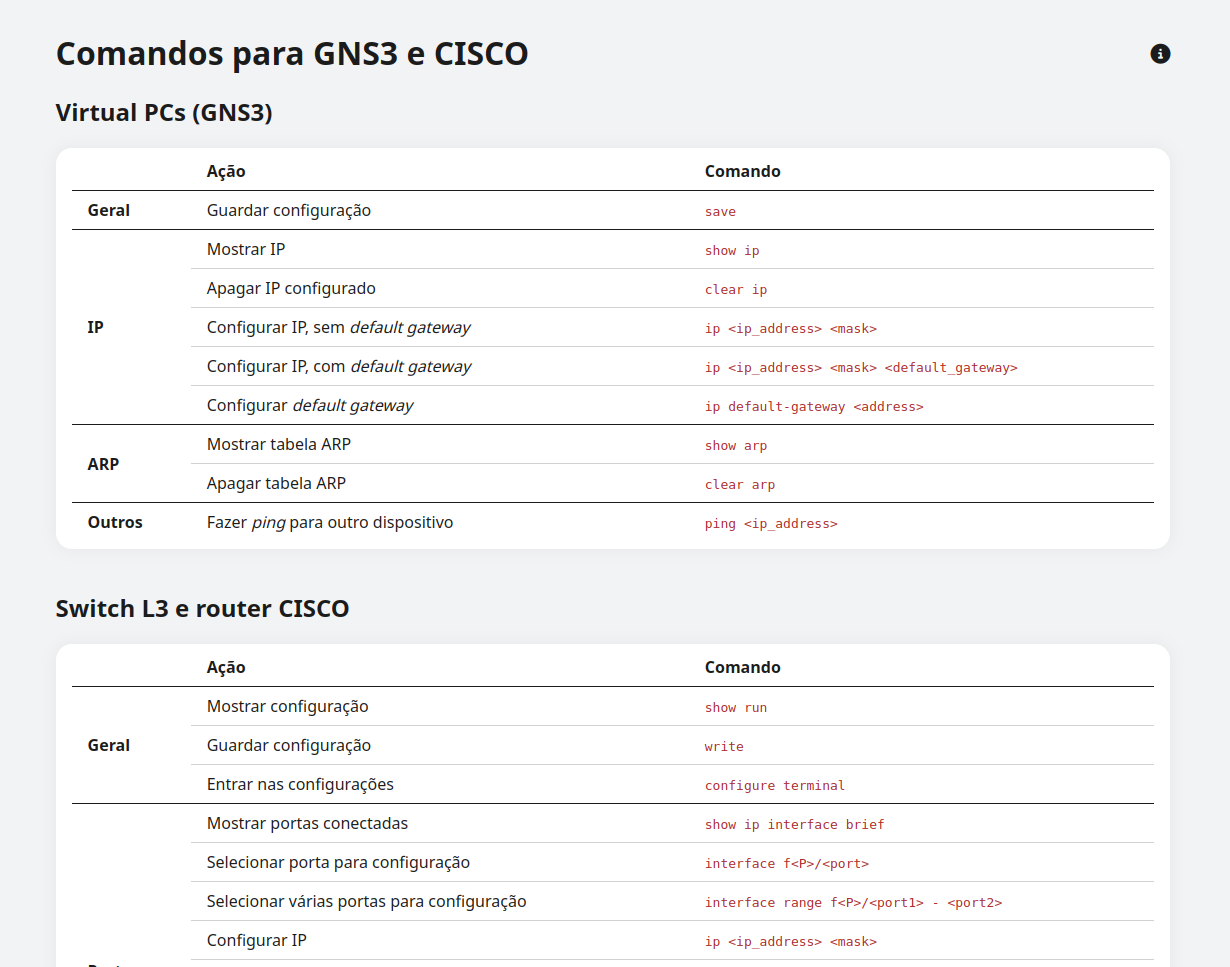 Comandos para GNS3 e CISCO
Virtual PCs (GNS3)
Ação Comando
Geral Guardar configuração save
Mostrar IP show ip
Apagar IP configurado clear ip
IP Configurar IP, sem default gateway ip <ip_address> <mask>
Configurar IP, com default gateway ip <ip_address> <mask> <default_gateway>
Configurar default gateway ip default-gateway <address>
Mostrar tabela ARP show arp
ARP
Apagar tabela ARP clear arp
Outros Fazer ping para outro dispositivo ping <ip_address>
Switch L3 e router CISCO
Ação Comando
Mostrar configuração show run
Geral Guardar configuração write
Entrar nas configurações configure terminal
Mostrar portas conectadas show ip interface brief
Selecionar porta para configuração interface f<P>/<port>
Selecionar várias portas para configuração interface range f<P>/<port1> - <port2>
Configurar IP ip <ip_address> <mask>